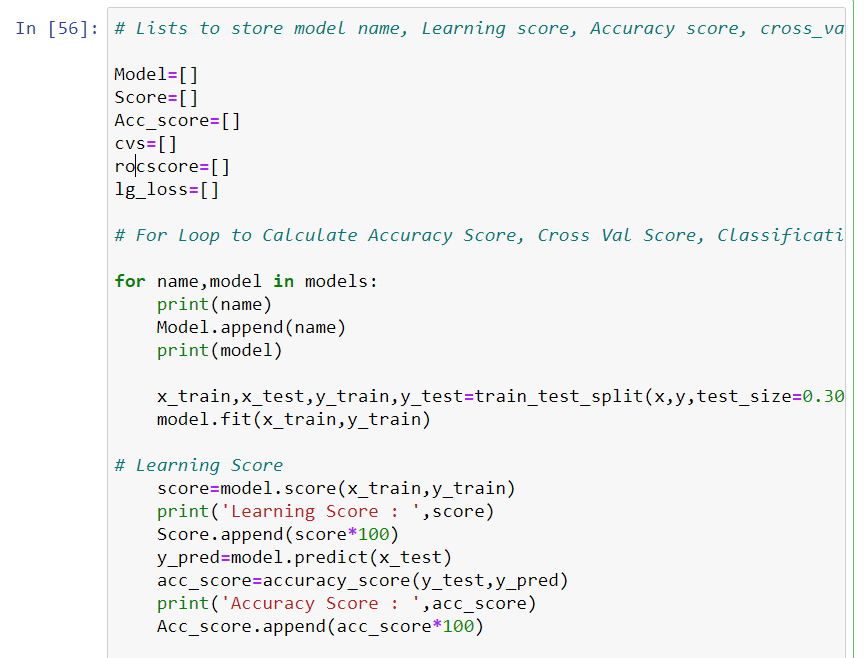 In [56]: # Lists to store model name, Learning score, Accuracy score, cross_va
Model=[]
Score=[]
Acc_score=[]
cvs=[]
rocscore=[]
lg_loss=[]
# For Loop to Calculate Accuracy Score, Cross Val Score, Classificati
for name,model in models:
    print(name)
    Model.append(name)
    print(model)
    x_train,x_test,y_train,y_test=train_test_split(x,y,test_size=0.30
    model.fit(x_train,y_train)
# Learning Score
    score=model.score(x_train,y_train)
    print('Learning Score : ',score)
    Score.append(score*100)
    y_pred=model.predict(x_test)
    acc_score=accuracy_score(y_test,y_pred)
    print('Accuracy Score : ',acc_score)
    Acc_score.append(acc_score*100)